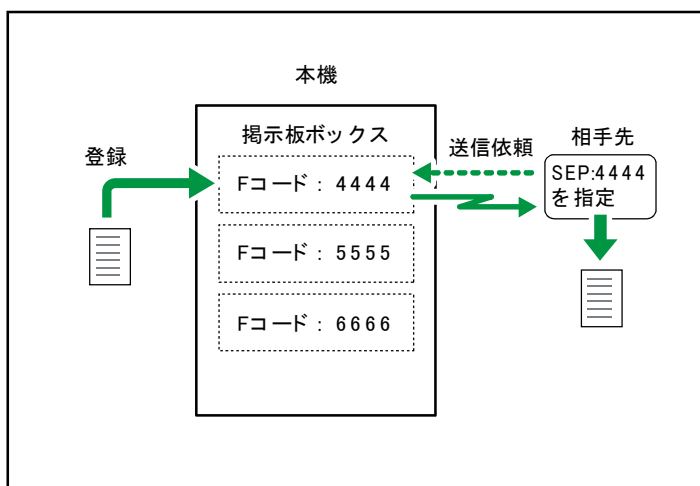 本機
掲示板ボックス
登録
送信依頼
相手先
Fコード：4444
SEP:4444
を指定
Fコード：5555
Fコード：6666